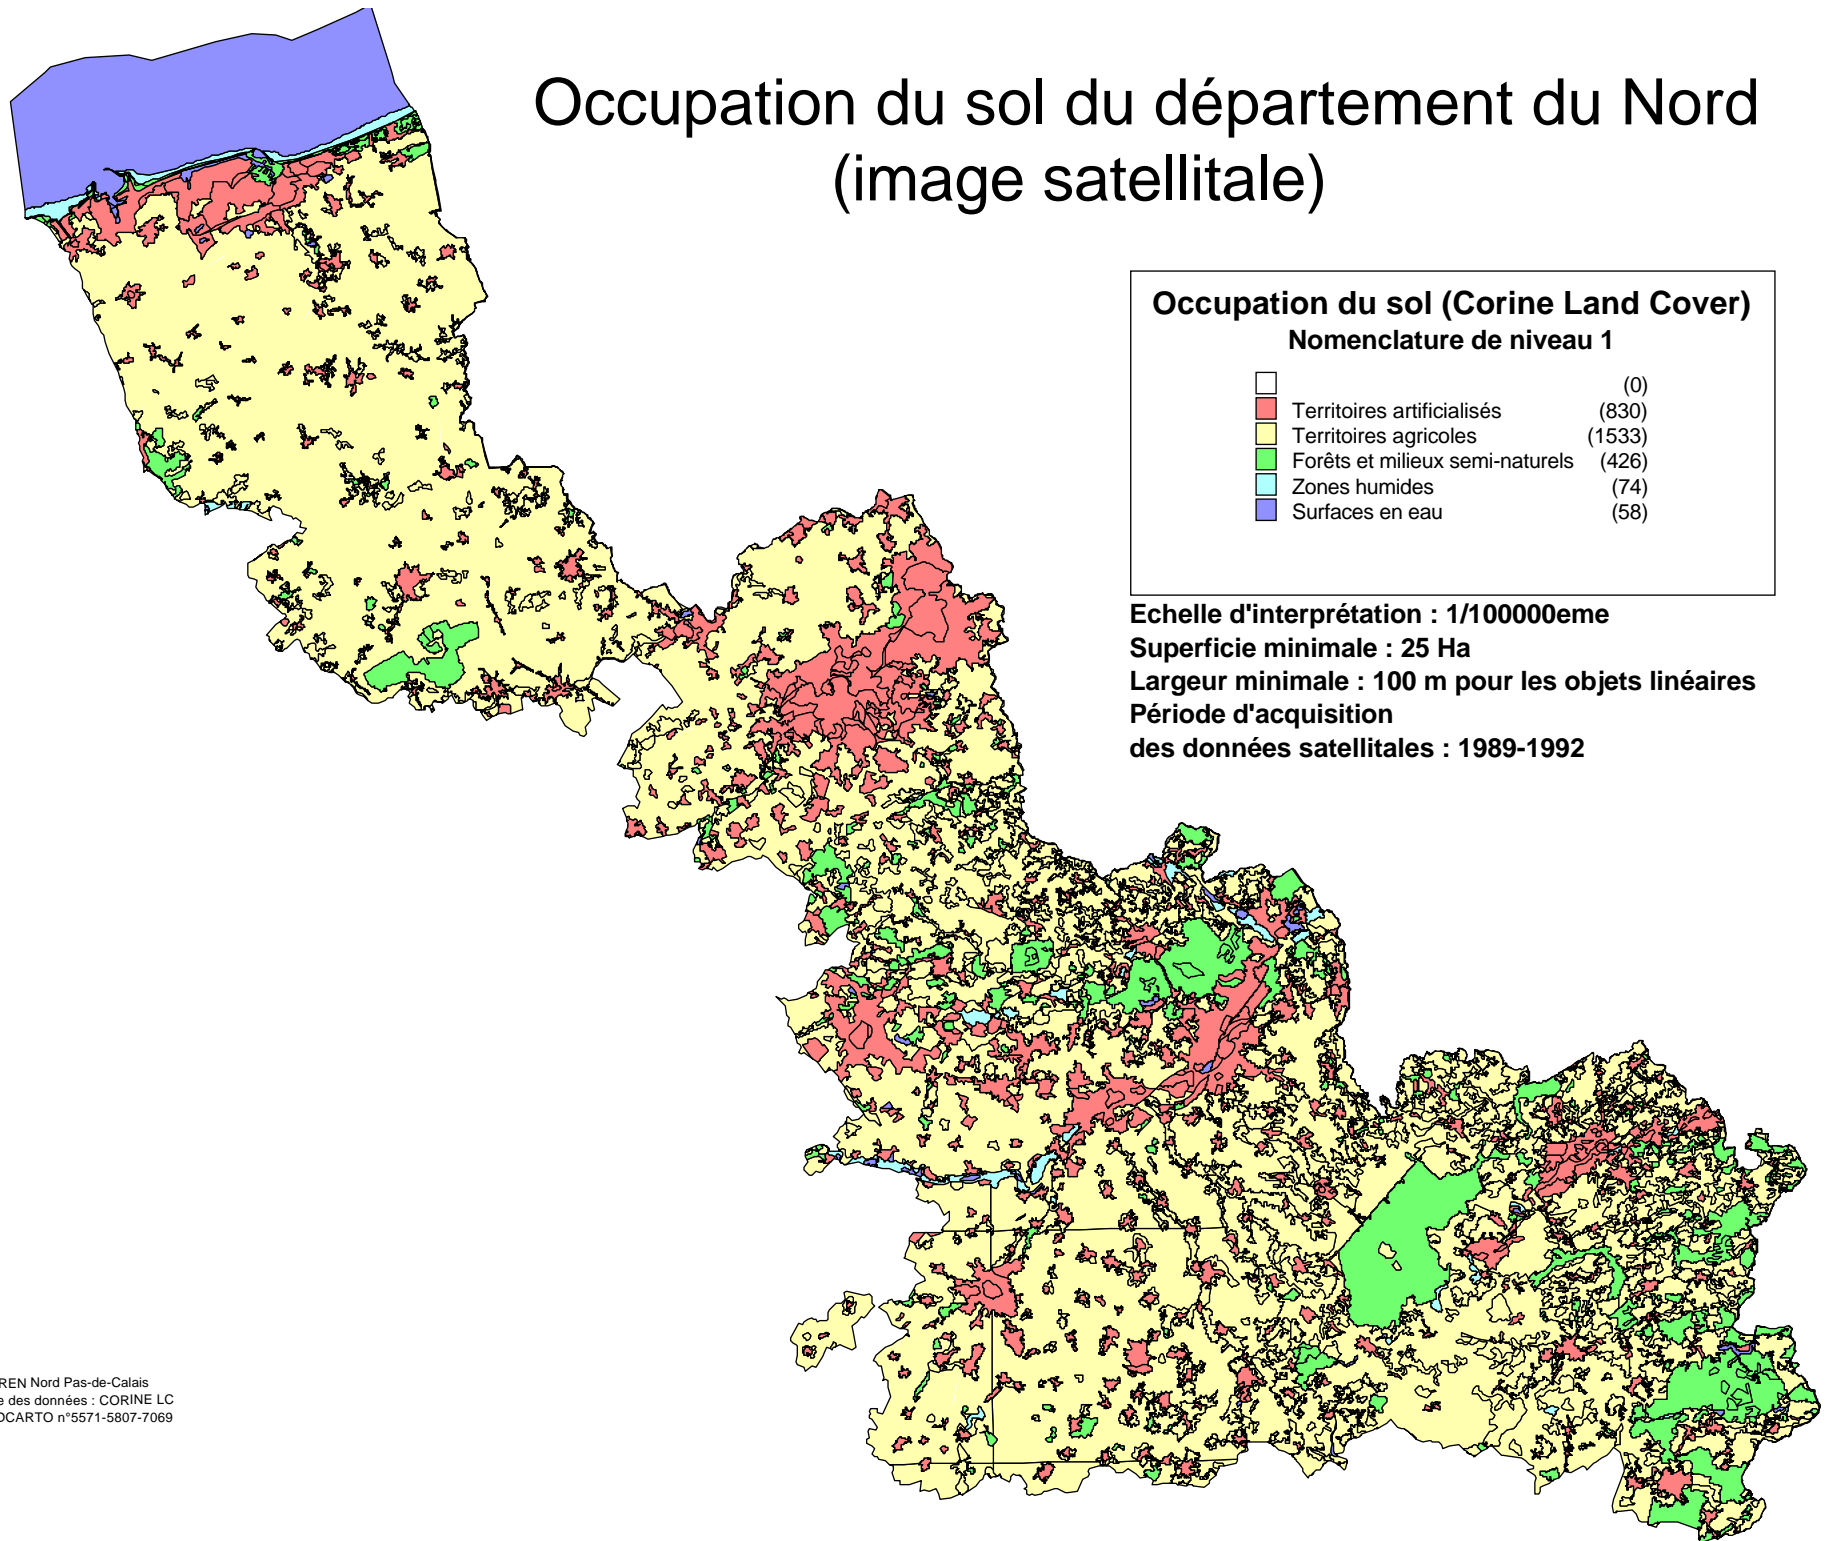 Occupation du sol du département du Nord
(image satellitale)
Occupation du sol (Corine Land Cover)
Nomenclature de niveau 1
(0)
Territoires artificialisés (830)
Territoires agricoles (1533)
Forêts et milieux semi-naturels (426)
Zones humides (74)
Surfaces en eau (58)
Echelle d'interprétation : 1/100000eme
Superficie minimale : 25 Ha
Largeur minimale : 100 m pour les objets linéaires
Période d'acquisition
des données satellitales : 1989-1992
REN Nord Pas-de-Calais
e des données : CORINE LC
OCARTO n°5571-5807-7069